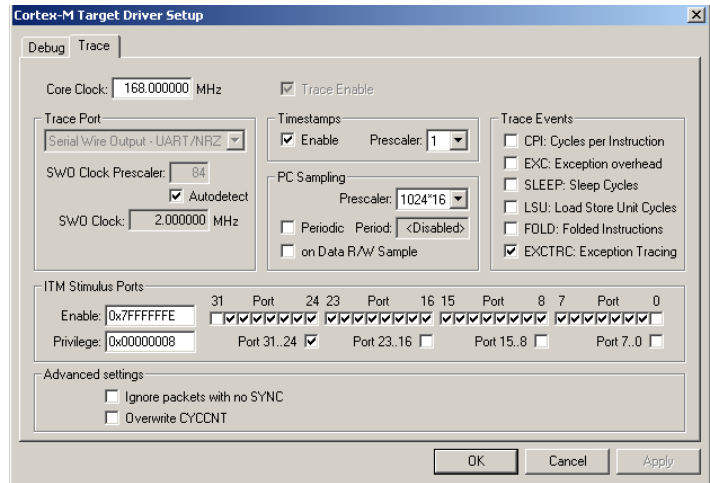 Cortex-M Target Driver Setup
Debug Trace
Core Clock: 168.000000 MHz Trace Enable
Trace Port Timestamps Trace Events
Serial Wire Output - UART/NRZ Enable Prescaler: 1 CPI: Cycles per Instruction
EXC: Exception overhead
SWO Clock Prescaler: 84 PC Sampling SLEEP: Sleep Cycles
Autodetect Prescaler: 1024*16 LSU: Load Store Unit Cycles
SWO Clock: 2.000000 MHz Periodic Period: <Disabled> FOLD: Folded Instructions
on Data R/W Sample EXCTRC: Exception Tracing
ITM Stimulus Ports
31 Port 24 23 Port 16 15 Port 8 7 Port 0
Enable: 0x7FFFFFFE
Privilege: 0x00000008 Port 31..24 Port 23..16 Port 15..8 Port 7..0
Advanced settings
Ignore packets with no SYNC
Overwrite CYCCNT
OK Cancel Apply